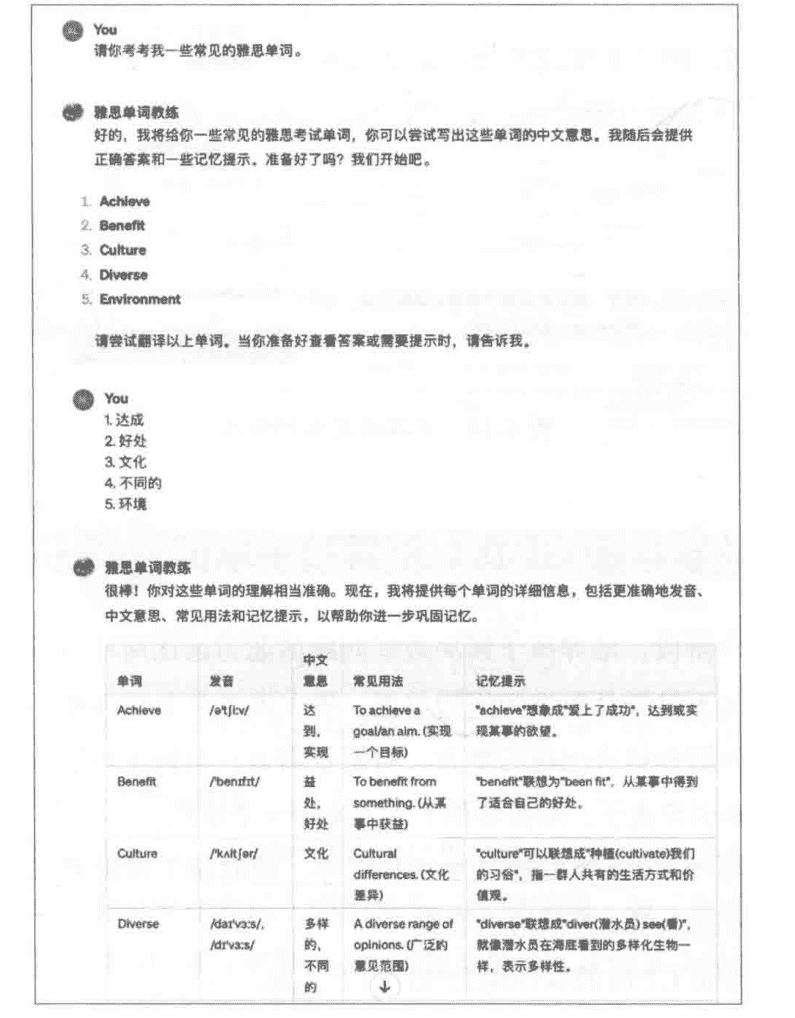 You
请你考考我一些常见的雅思单词。
雅思单词教练
好的，我将给你一些常见的雅思考试单词，你可以尝试写出这些单词的中文意思。我随后会提供
正确答案和一些记忆提示。准备好了吗？我们开始吧。
1. Achieve
2. Benefit
3. Culture
4. Diverse
5. Environment
请尝试翻译以上单词。当你准备好查看答案或需要提示时，请告诉我。
You
1. 达成
2. 好处
3. 文化
4. 不同的
5. 环境
雅思单词教练
很棒！你对这些单词的理解相当准确。现在，我将提供每个单词的详细信息，包括更准确地发音、
中文意思、常见用法和记忆提示，以帮助你进一步巩固记忆。
中文
单词 发音 意思 常见用法 记忆提示
Achieve /əˈtʃiːv/ 达 To achieve a "achieve"想象成"爱上了成功"，达到或实
到， goal/an aim. (实现 现某事的欲望。
实现 一个目标)
Benefit /ˈbenɪfɪt/ 益 To benefit from "benefit"联想为"been fit"，从某事中得到
处， something. (从某 了适合自己的好处。
好处 事中获益)
Culture /ˈkʌltʃər/ 文化 Cultural "culture"可以联想成"种植(cultivate)我们
differences. (文化 的习俗"，指一群人共有的生活方式和价
差异) 值观。
Diverse /daɪˈvɜːs/, 多样 A diverse range of "diverse"联想成"diver(潜水员) see(看)"，
/dɪˈvɜːs/ 的， opinions. (广泛的 就像潜水员在海底看到的多样化生物一
不同 意见范围) 样，表示多样性。
的